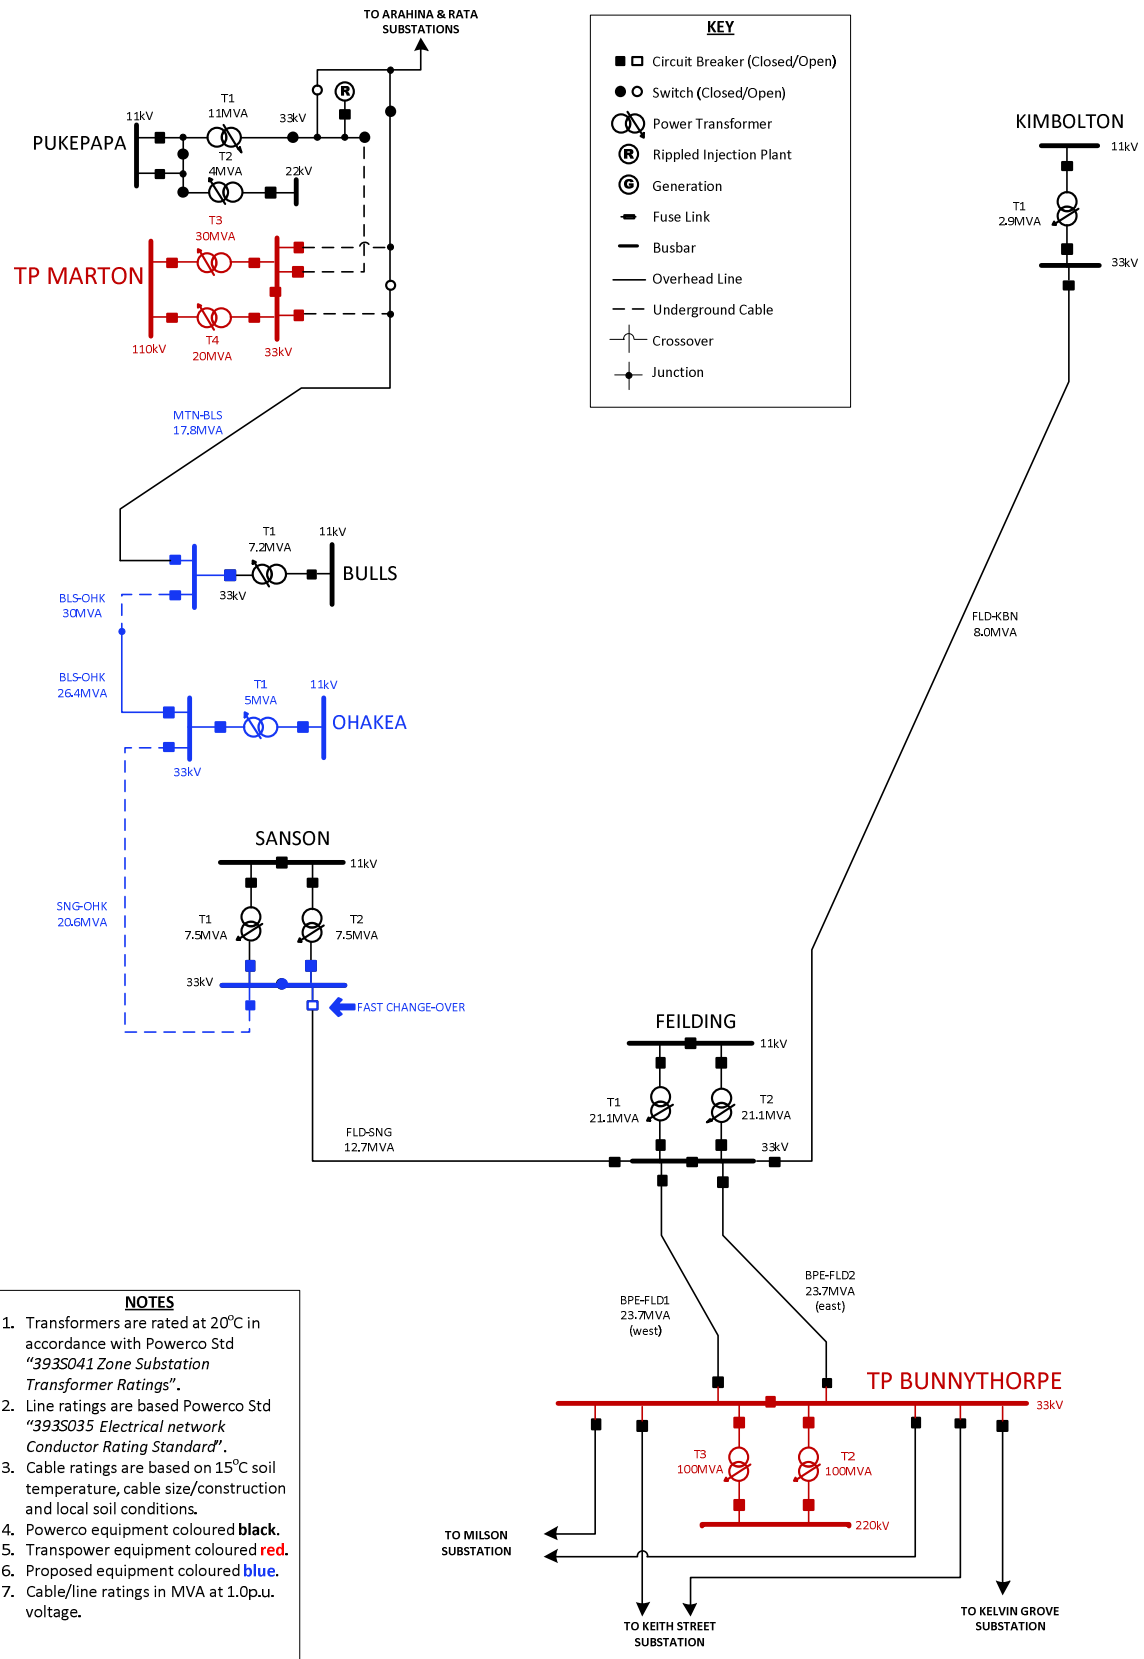 TO ARAHINA & RATA
SUBSTATIONS
KEY
Circuit Breaker (Closed/Open)
Switch (Closed/Open)
Power Transformer
R
Rippled Injection Plant
G
Generation
Fuse Link
Busbar
Overhead Line
Underground Cable
Crossover
Junction
R
T1
11MVA
33kV
11kV
PUKEPAPA
T2
4MVA
22kV
T3
30MVA
TP MARTON
T4
20MVA
110kV
33kV
KIMBOLTON
11kV
T1
2.9MVA
33kV
MTN-BLS
17.8MVA
T1
7.2MVA
11kV
BULLS
33kV
BLS-OHK
30MVA
FLD-KBN
8.0MVA
BLS-OHK
26.4MVA
T1
5MVA
11kV
OHAKEA
33kV
SANSON
11kV
SNG-OHK
20.6MVA
T1
7.5MVA
T2
7.5MVA
33kV
FAST CHANGE-OVER
FEILDING
11kV
T1
21.1MVA
T2
21.1MVA
FLD-SNG
12.7MVA
33kV
BPE-FLD1
23.7MVA
(west)
BPE-FLD2
23.7MVA
(east)
TP BUNNYTHORPE
33kV
T3
100MVA
T2
100MVA
220kV
TO MILSON
SUBSTATION
TO KEITH STREET
SUBSTATION
TO KELVIN GROVE
SUBSTATION
NOTES
1. Transformers are rated at 20°C in
accordance with Powerco Std
“393S041 Zone Substation
Transformer Ratings”.
2. Line ratings are based Powerco Std
“393S035 Electrical network
Conductor Rating Standard”.
3. Cable ratings are based on 15°C soil
temperature, cable size/construction
and local soil conditions.
4. Powerco equipment coloured black.
5. Transpower equipment coloured red.
6. Proposed equipment coloured blue.
7. Cable/line ratings in MVA at 1.0p.u.
voltage.